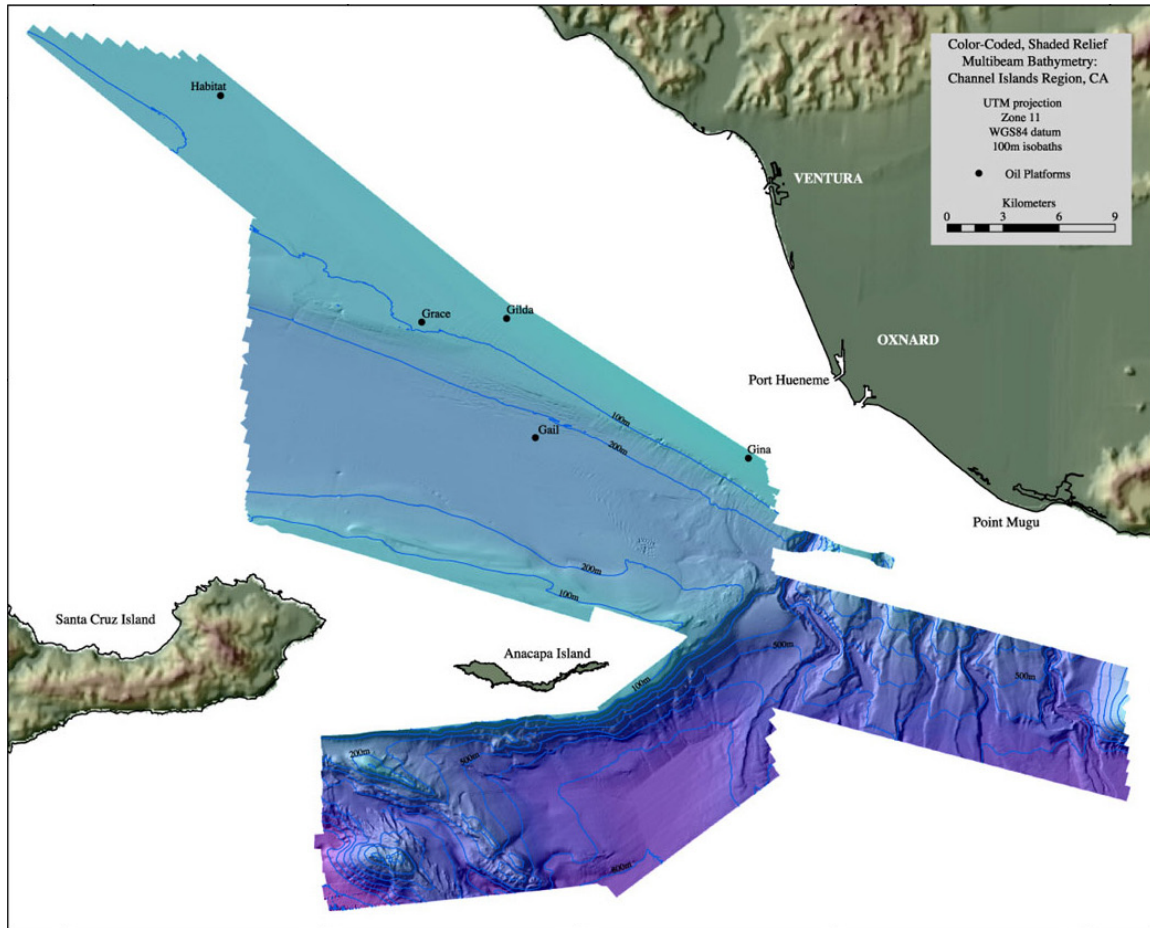 Color-Coded, Shaded Relief
Multibeam Bathymetry:
Channel Islands Region, CA
UTM projection
Zone 11
WGS84 datum
100m isobaths
Oil Platforms
Kilometers
0 3 6 9
Habitat
VENTURA
Grace
Gilda
OXNARD
Port Hueneme
100m
200m
Gail
Gina
Point Mugu
200m
100m
Santa Cruz Island
Anacapa Island
500m
500m
100m
200m
800m